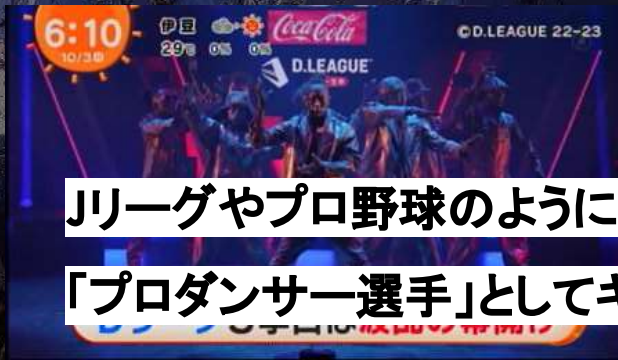 6:10
10/3㊊
伊豆
29℃ 0% 0%
Coca-Cola
©D.LEAGUE 22-23
D.LEAGUE
Jリーグやプロ野球のように
「プロダンサー選手」としてキ